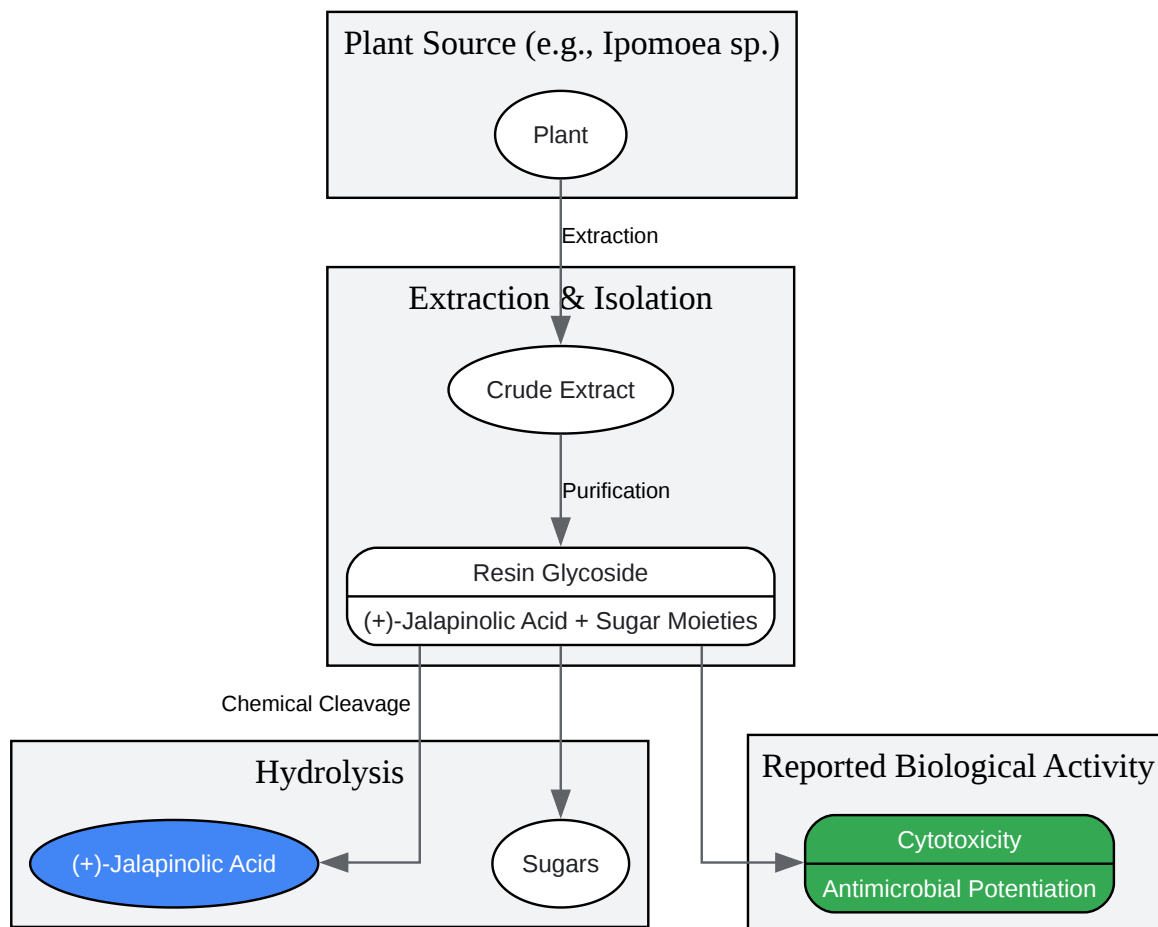 Plant Source (e.g., Ipomoea sp.)
Plant
Extraction
Extraction & Isolation
Crude Extract
Purification
Resin Glycoside
(+)-Jalapinolic Acid + Sugar Moieties
Chemical Cleavage
Hydrolysis
(+)-Jalapinolic Acid
Sugars
Reported Biological Activity
Cytotoxicity
Antimicrobial Potentiation